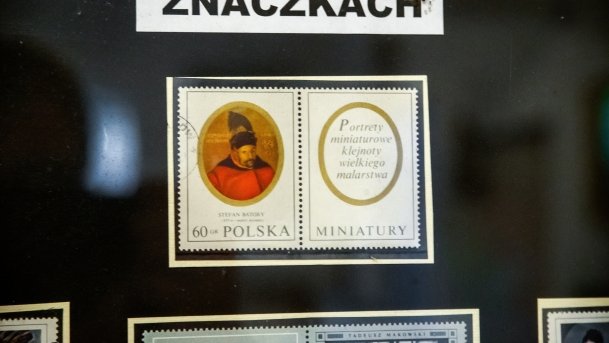 ZNACZKACH
Portrety
miniaturowe
klejnoty
wielkiego
malarstwa
STEFAN BATORY
60 GR POLSKA
MINIATURY
TADEUSZ MAKOWSKI